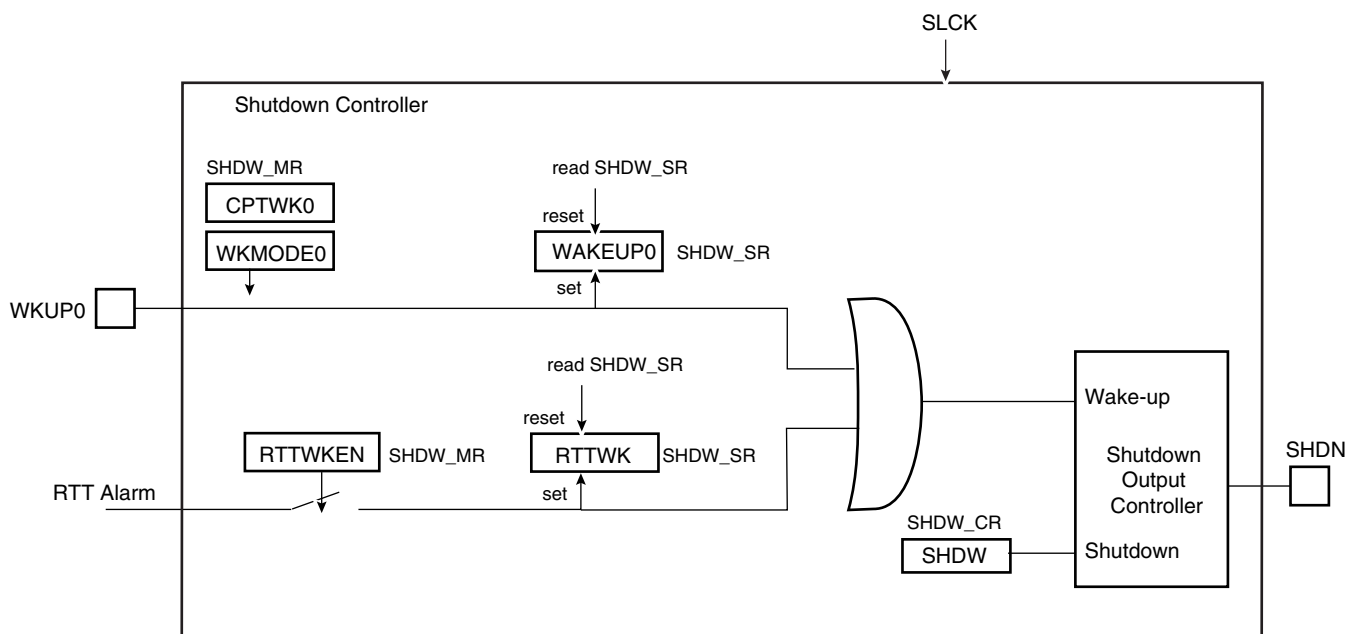 SLCK
Shutdown Controller
SHDW_MR
CPTWK0
WKMODE0
read SHDW_SR
reset
WAKEUP0
SHDW_SR
set
WKUP0
read SHDW_SR
reset
RTTWKEN
SHDW_MR
RTTWK
SHDW_SR
set
RTT Alarm
Wake-up
Shutdown
Output
Controller
SHDW_CR
SHDW
Shutdown
SHDN